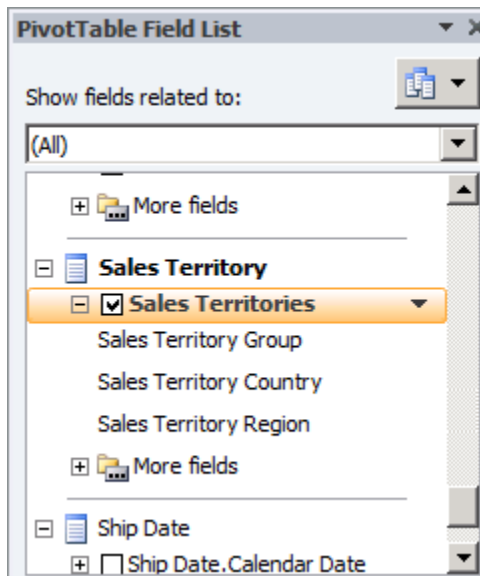 PivotTable Field List
Show fields related to:
(All)
More fields
Sales Territory
Sales Territories
Sales Territory Group
Sales Territory Country
Sales Territory Region
More fields
Ship Date
Ship Date.Calendar Date